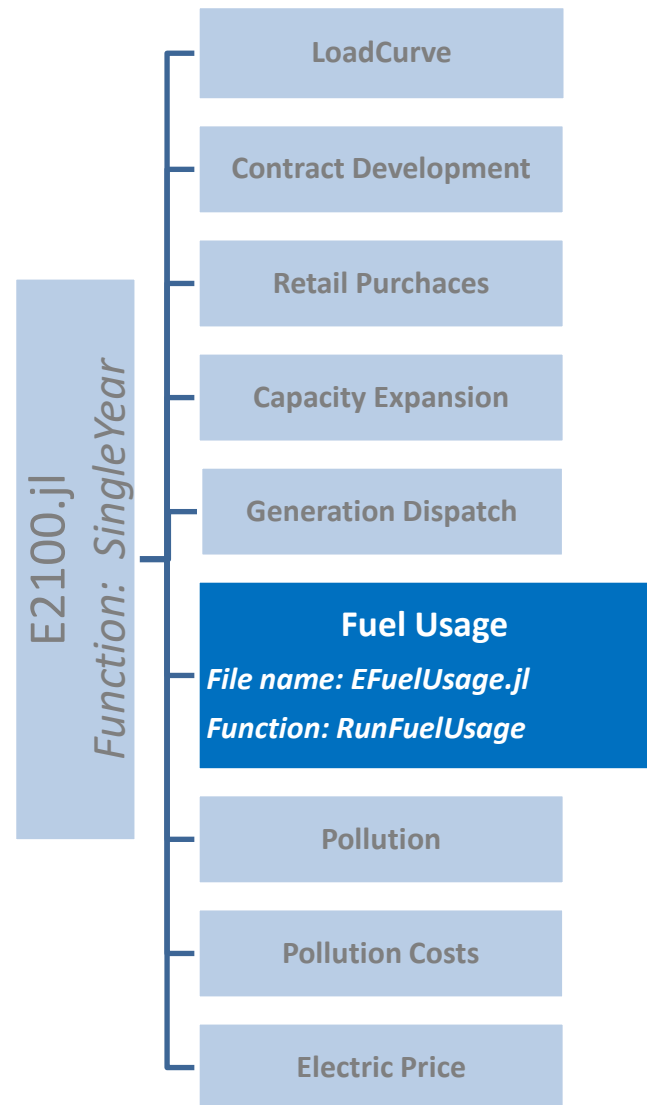 E2100.jl
Function: SingleYear
LoadCurve
Contract Development
Retail Purchaces
Capacity Expansion
Generation Dispatch
Fuel Usage
File name: EFuelUsage.jl
Function: RunFuelUsage
Pollution
Pollution Costs
Electric Price